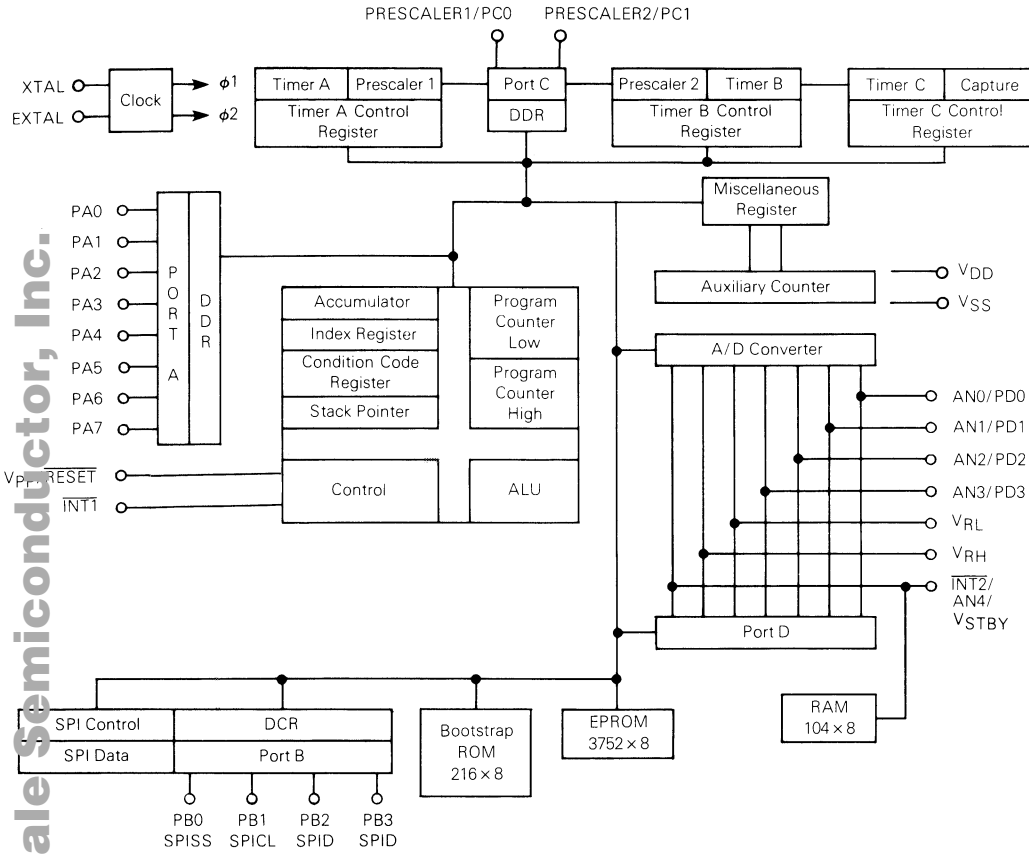 PRESCALER1/PC0 PRESCALER2/PC1
XTAL
EXTAL
Clock
ϕ1
ϕ2
Timer A Prescaler 1
Timer A Control
Register
Port C
DDR
Prescaler 2 Timer B
Timer B Control
Register
Timer C Capture
Timer C Control
Register
Miscellaneous
Register
Auxiliary Counter
VDD
VSS
PA0
PA1
PA2
PA3
PA4
PA5
PA6
PA7
PORT A
DDR
Accumulator
Index Register
Condition Code
Register
Stack Pointer
Program
Counter
Low
Program
Counter
High
Control
ALU
VPP/RESET
INT1
A/D Converter
AN0/PD0
AN1/PD1
AN2/PD2
AN3/PD3
VRL
VRH
INT2/
AN4/
VSTBY
Port D
RAM
104×8
SPI Control DCR
SPI Data Port B
Bootstrap
ROM
216×8
EPROM
3752×8
PB0 PB1 PB2 PB3
SPISS SPICL SPID SPID
ale Semiconductor, Inc.